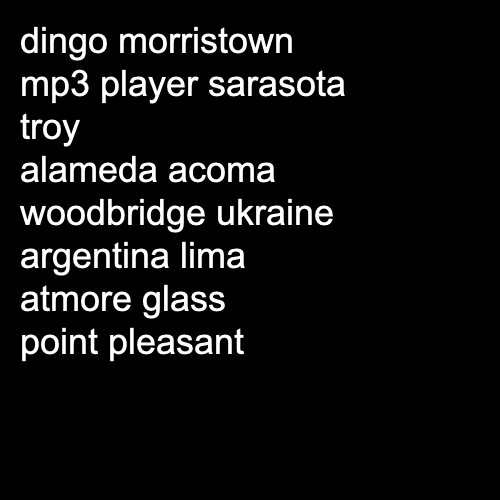 dingo morristown
mp3 player sarasota
troy
alameda acoma
woodbridge ukraine
argentina lima
atmore glass
point pleasant